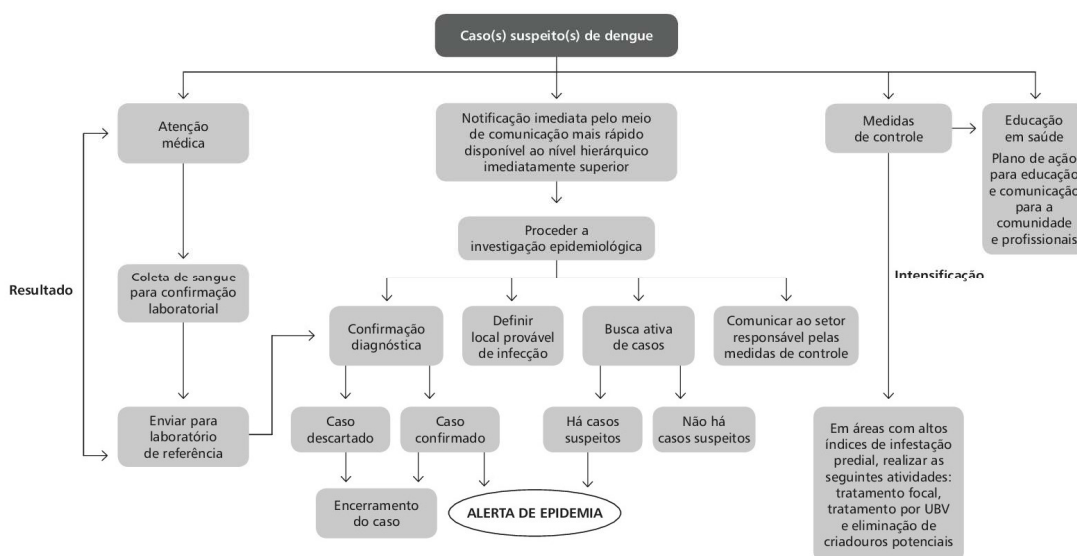 Caso(s) suspeito(s) de dengue
Atenção
médica
Notificação imediata pelo meio
de comunicação mais rápido
disponível ao nível hierárquico
imediatamente superior
Medidas
de controle
Educação
em saúde
Plano de ação
para educação
e comunicação
para a
comunidade
e profissionais
Proceder a
investigação epidemiológica
Resultado
Coleta de sangue
para confirmação
laboratorial
Intensificação
Confirmação
diagnóstica
Definir
local provável
de infecção
Busca ativa
de casos
Comunicar ao setor
responsável pelas
medidas de controle
Enviar para
laboratório
de referência
Caso
descartado
Caso
confirmado
Há casos
suspeitos
Não há
casos suspeitos
Em áreas com altos
índices de infestação
predial, realizar as
seguintes atividades:
tratamento focal,
tratamento por UBV
e eliminação de
criadouros potenciais
Encerramento
do caso
ALERTA DE EPIDEMIA